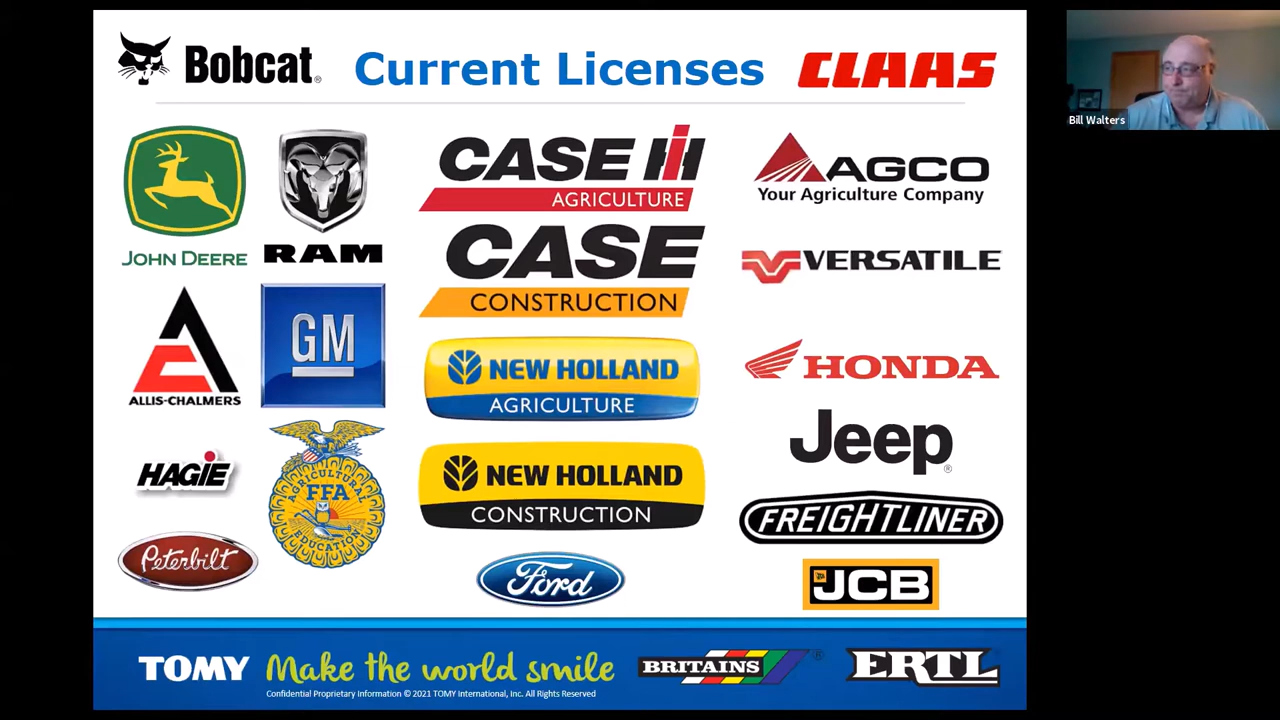 Bobcat®
Current Licenses
CLAAS
JOHN DEERE
RAM
CASE IH
AGRICULTURE
AGCO
Your Agriculture Company
CASE
CONSTRUCTION
VERSATILE
ALLIS-CHALMERS
GM
NEW HOLLAND
AGRICULTURE
HONDA
Jeep®
HAGIE
AGRICULTURAL
FFA
EDUCATION
NEW HOLLAND
CONSTRUCTION
FREIGHTLINER
Peterbilt
Ford
JCB
JCB
TOMY
Make the world smile
Confidential Proprietary Information © 2021 TOMY International, Inc. All Rights Reserved
BRITAINS®
ERTL
Bill Walters